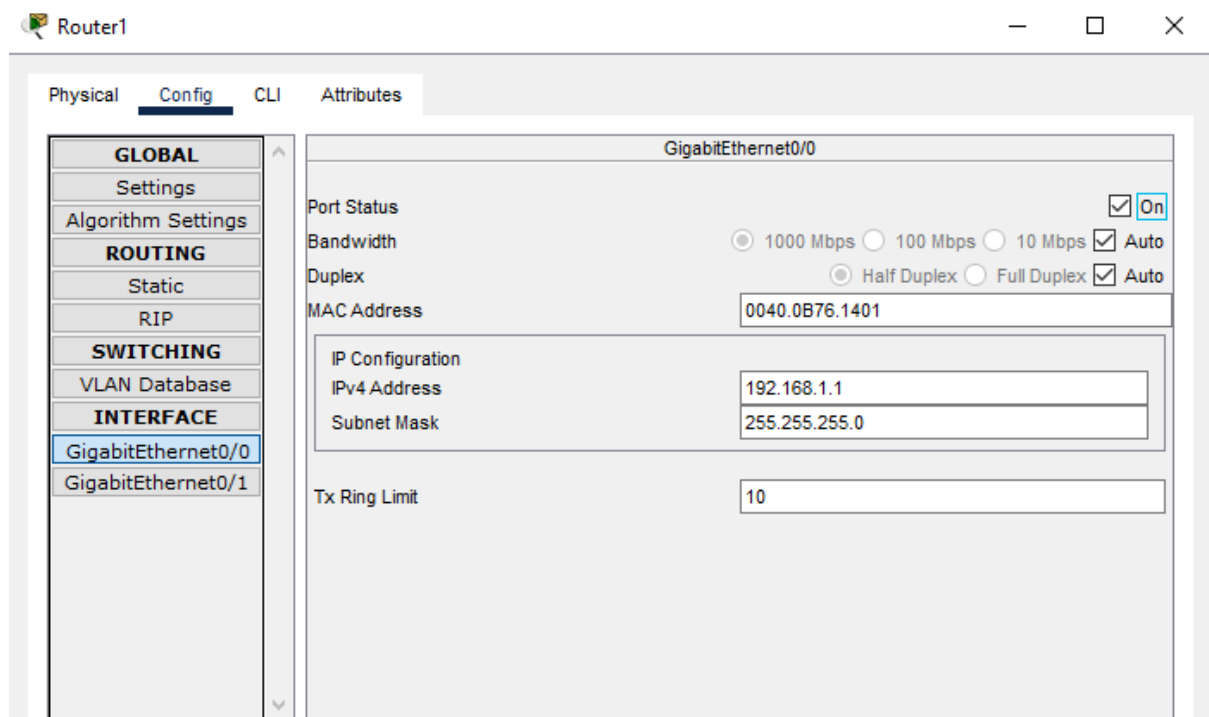 Router1
Physical Config CLI Attributes
GLOBAL
Settings
Algorithm Settings
ROUTING
Static
RIP
SWITCHING
VLAN Database
INTERFACE
GigabitEthernet0/0
GigabitEthernet0/1
GigabitEthernet0/0
Port Status On
Bandwidth 1000 Mbps 100 Mbps 10 Mbps Auto
Duplex Half Duplex Full Duplex Auto
MAC Address 0040.0B76.1401
IP Configuration
IPv4 Address 192.168.1.1
Subnet Mask 255.255.255.0
Tx Ring Limit 10